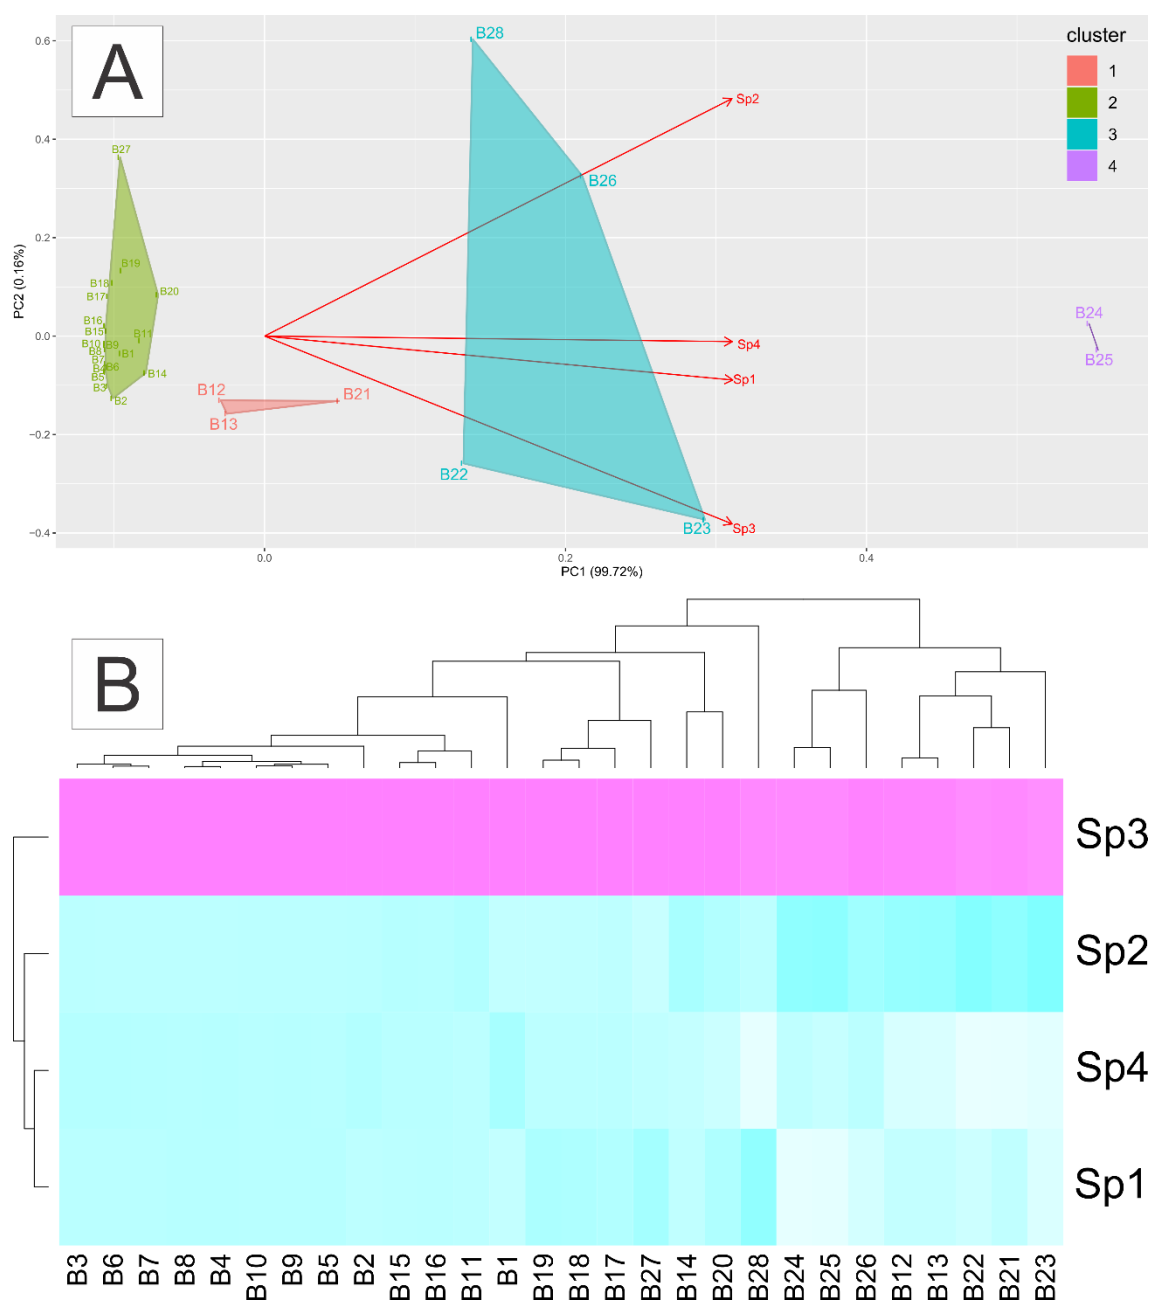 A
cluster
1
2
3
4
0.6
0.4
0.2
0.0
−0.2
−0.4
PC2 (0.16%)
B28
Sp2
B27
B26
B19
B18
B17
B20
B16
B15
B11
B10
B9
B8
B1
B7
B4
B6
B5
B14
B3
B2
B12
B21
B13
Sp4
Sp1
B24
B25
B22
B23
Sp3
0.0
0.2
0.4
PC1 (99.72%)
B
Sp3
Sp2
Sp4
Sp1
B3
B6
B7
B8
B4
B10
B9
B5
B2
B15
B16
B11
B1
B19
B18
B17
B27
B14
B20
B28
B24
B25
B26
B12
B13
B22
B21
B23